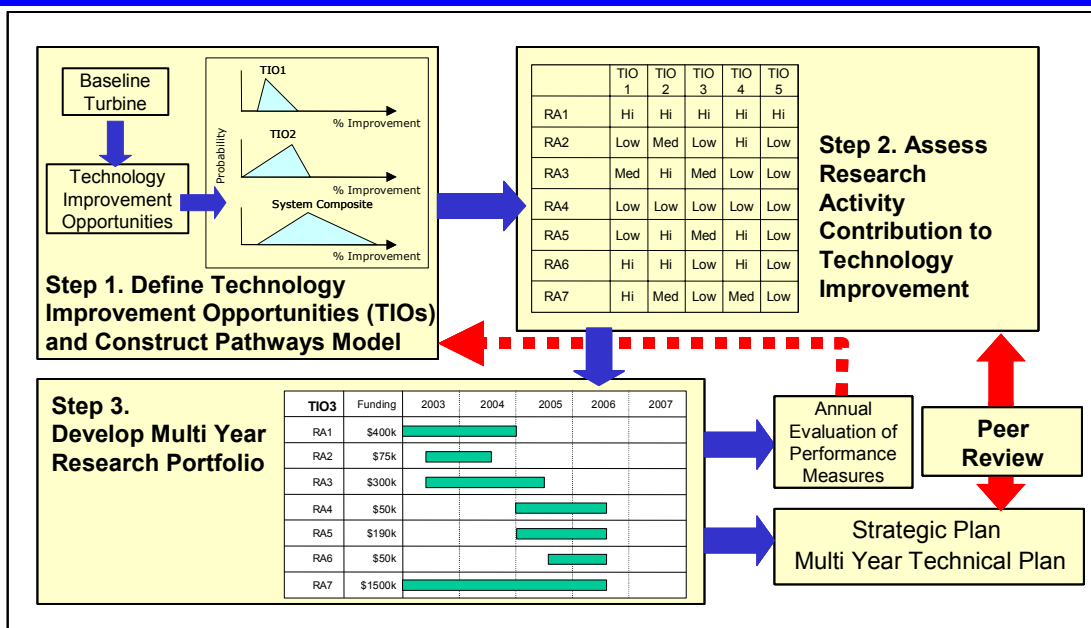 Baseline
Turbine
Technology
Improvement
Opportunities
Probability
TIO1
% Improvement
TIO2
% Improvement
System Composite
% Improvement
Step 1. Define Technology
Improvement Opportunities (TIOs)
and Construct Pathways Model
TIO 1 TIO 2 TIO 3 TIO 4 TIO 5
RA1 Hi Hi Hi Hi Hi
RA2 Low Med Low Hi Low
RA3 Med Hi Med Low Low
RA4 Low Low Low Low Low
RA5 Low Hi Med Hi Low
RA6 Hi Hi Low Hi Low
RA7 Hi Med Low Med Low
Step 2. Assess
Research
Activity
Contribution to
Technology
Improvement
Step 3.
Develop Multi Year
Research Portfolio
TIO3 Funding 2003 2004 2005 2006 2007
RA1 $400k
RA2 $75k
RA3 $300k
RA4 $50k
RA5 $190k
RA6 $50k
RA7 $1500k
Annual
Evaluation of
Performance
Measures
Peer
Review
Strategic Plan
Multi Year Technical Plan